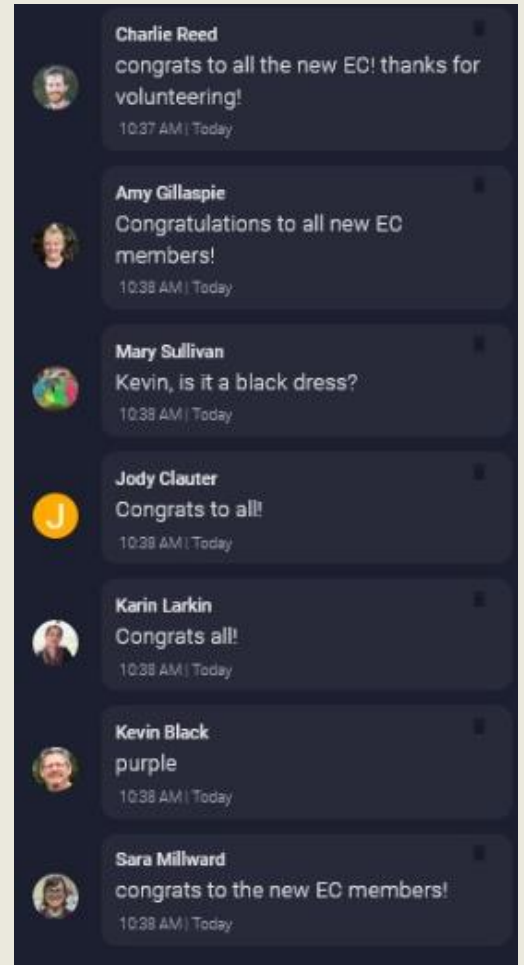 Charlie Reed
congrats to all the new EC! thanks for
volunteering!
10:37 AM | Today
Amy Gillaspie
Congratulations to all new EC
members!
10:38 AM | Today
Mary Sullivan
Kevin, is it a black dress?
10:38 AM | Today
J
Jody Clauter
Congrats to all!
10:38 AM | Today
Karin Larkin
Congrats all!
10:38 AM | Today
Kevin Black
purple
10:38 AM | Today
Sara Millward
congrats to the new EC members!
10:38 AM | Today